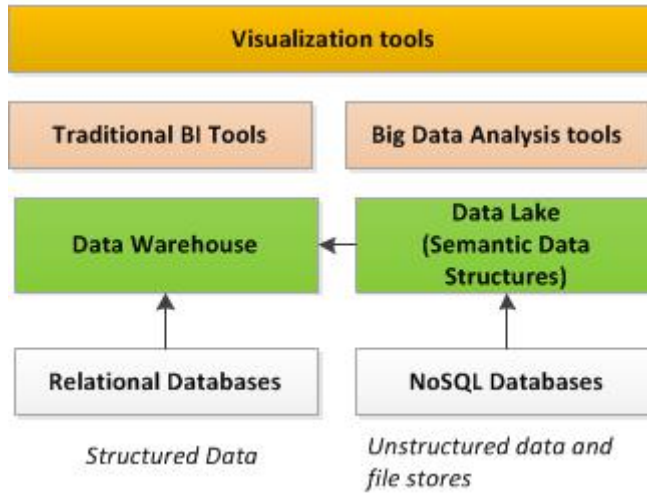 Visualization tools
Traditional BI Tools
Big Data Analysis tools
Data Warehouse
Data Lake
(Semantic Data
Structures)
Relational Databases
NoSQL Databases
Structured Data
Unstructured data and
file stores